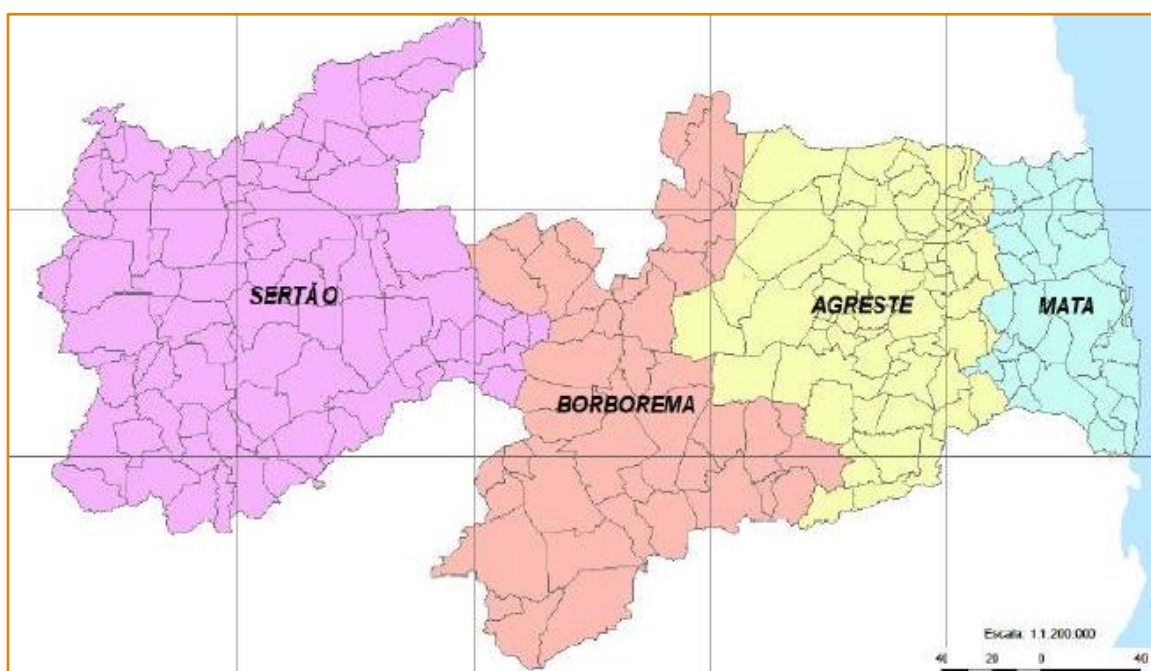 SERTÃO
AGRESTE
MATA
BORBOREMA
Escala: 1:1.200.000
40 20 0 40